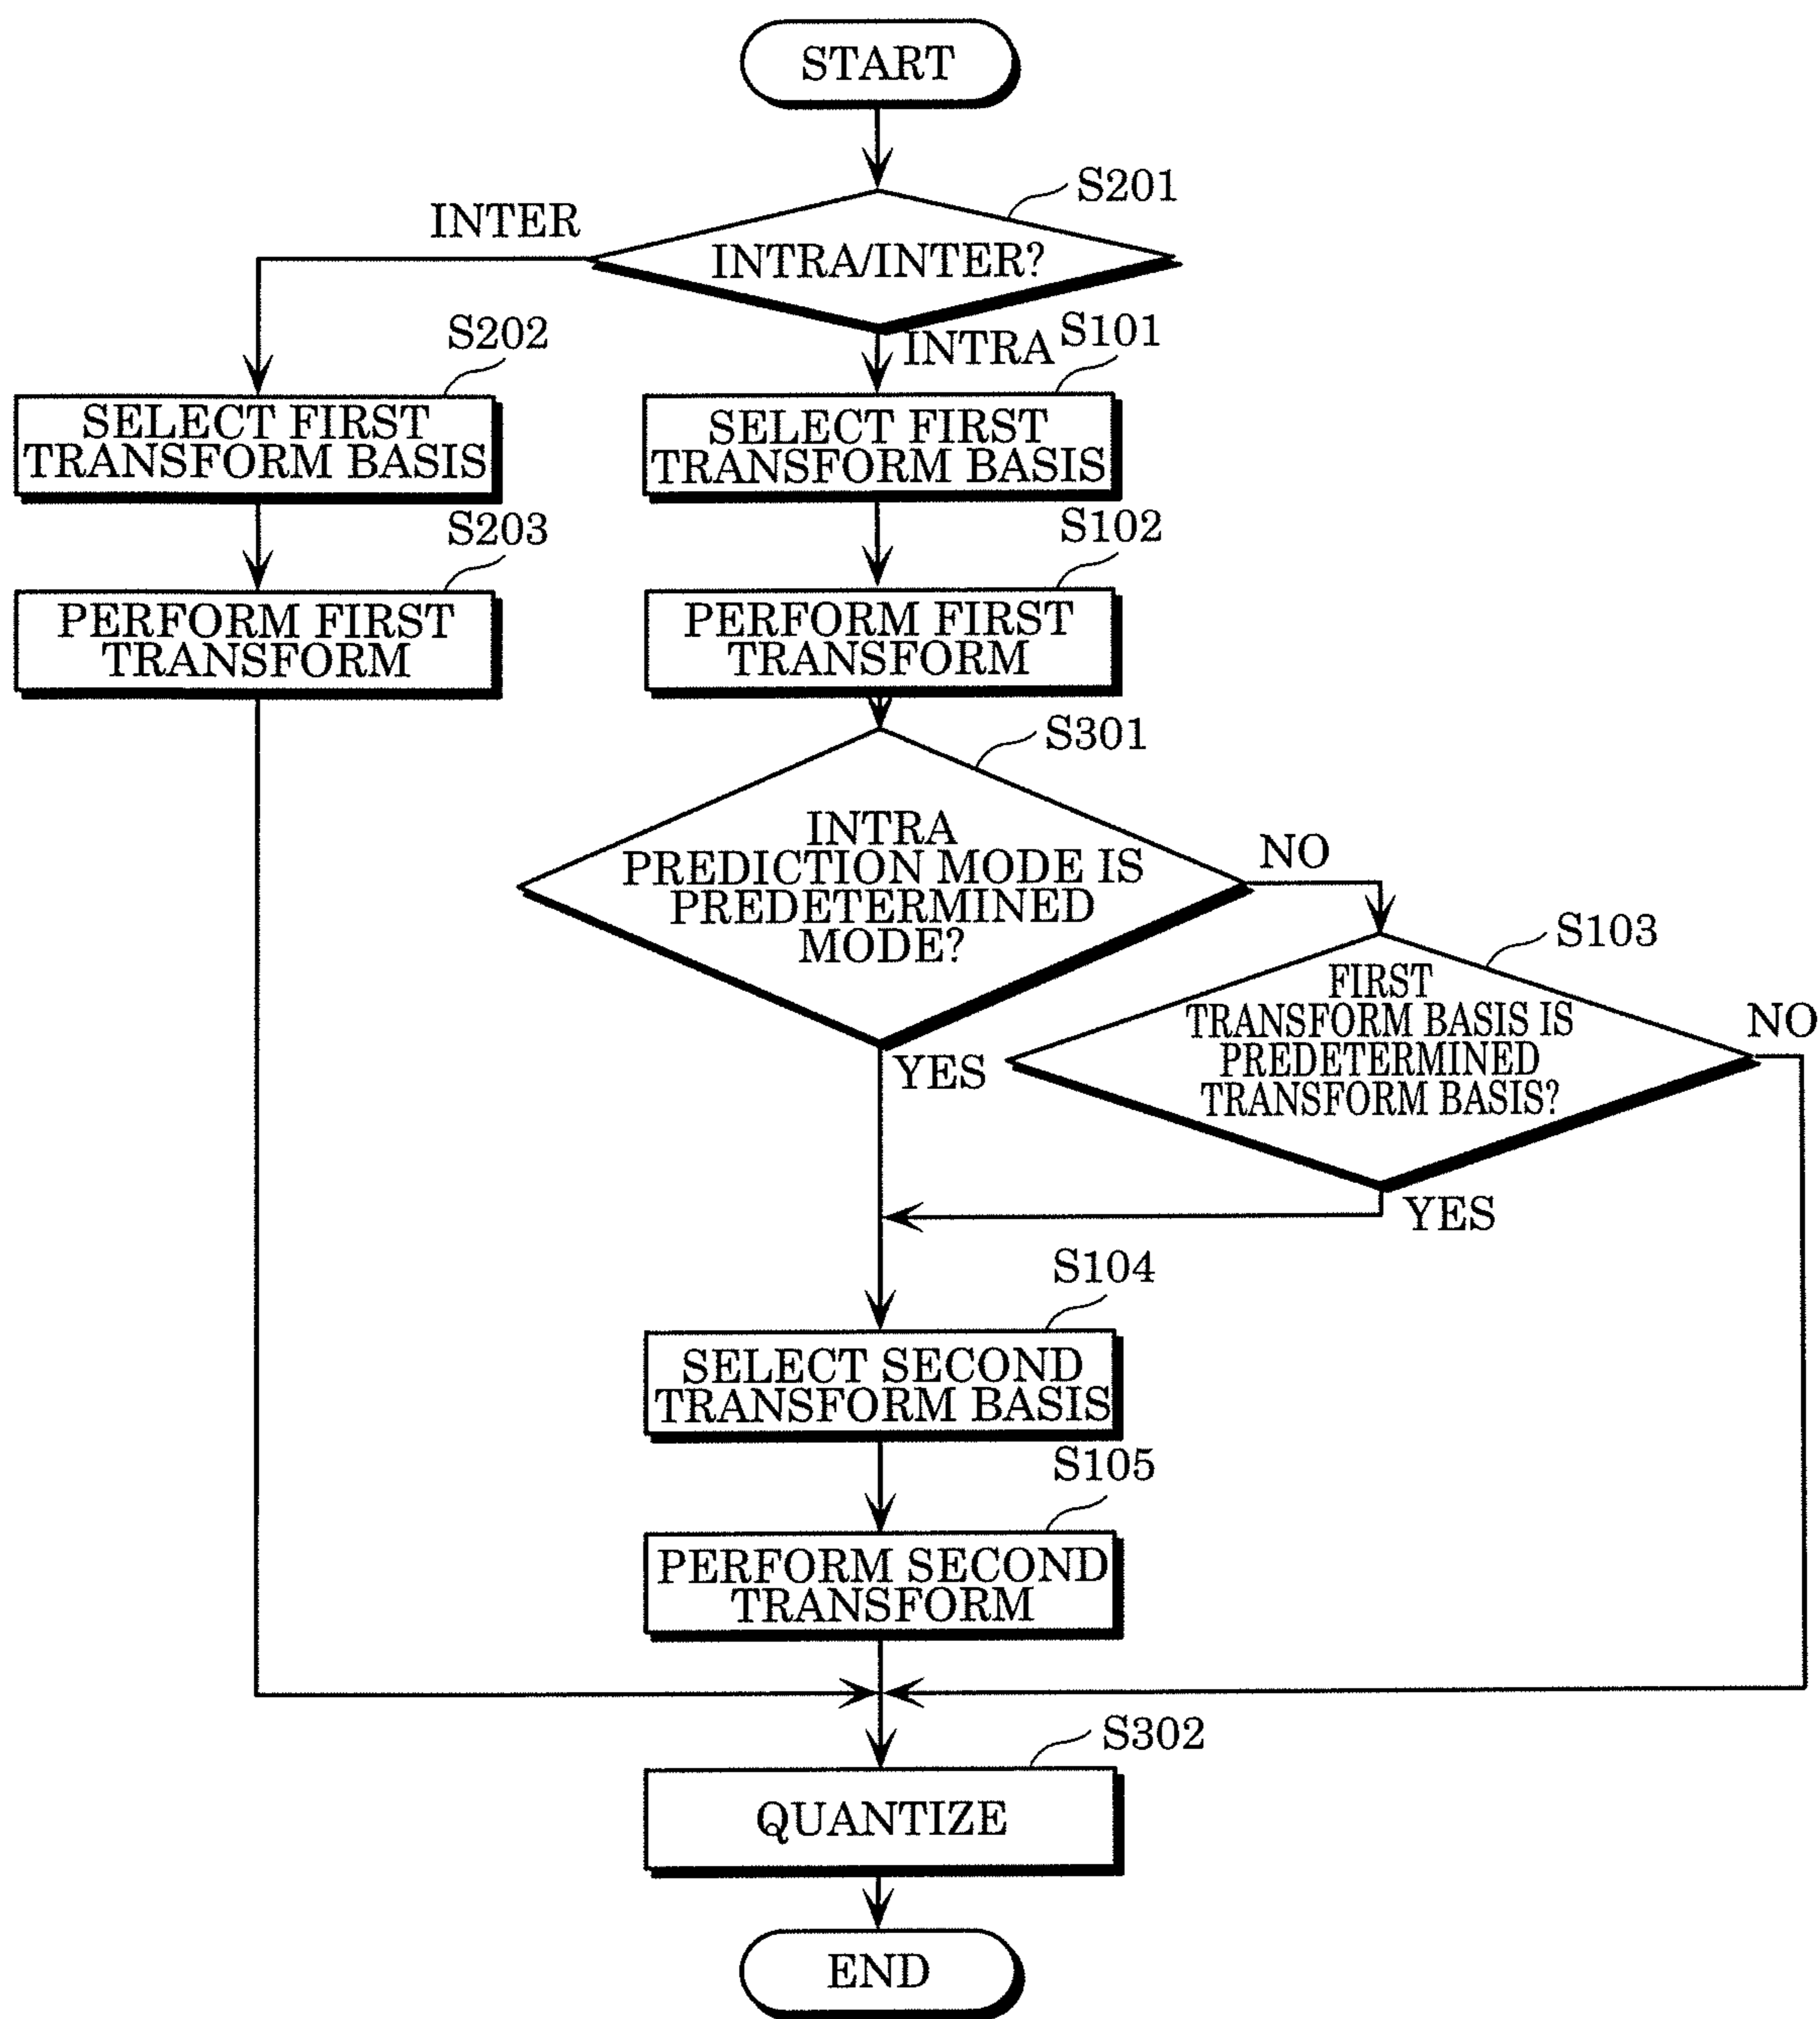 START
S201
INTRA/INTER?
INTER
INTRA
S202
SELECT FIRST
TRANSFORM BASIS
S101
SELECT FIRST
TRANSFORM BASIS
S203
PERFORM FIRST
TRANSFORM
S102
PERFORM FIRST
TRANSFORM
S301
INTRA
PREDICTION MODE IS
PREDETERMINED
MODE?
NO
YES
S103
FIRST
TRANSFORM BASIS IS
PREDETERMINED
TRANSFORM BASIS?
NO
YES
S104
SELECT SECOND
TRANSFORM BASIS
S105
PERFORM SECOND
TRANSFORM
S302
QUANTIZE
END